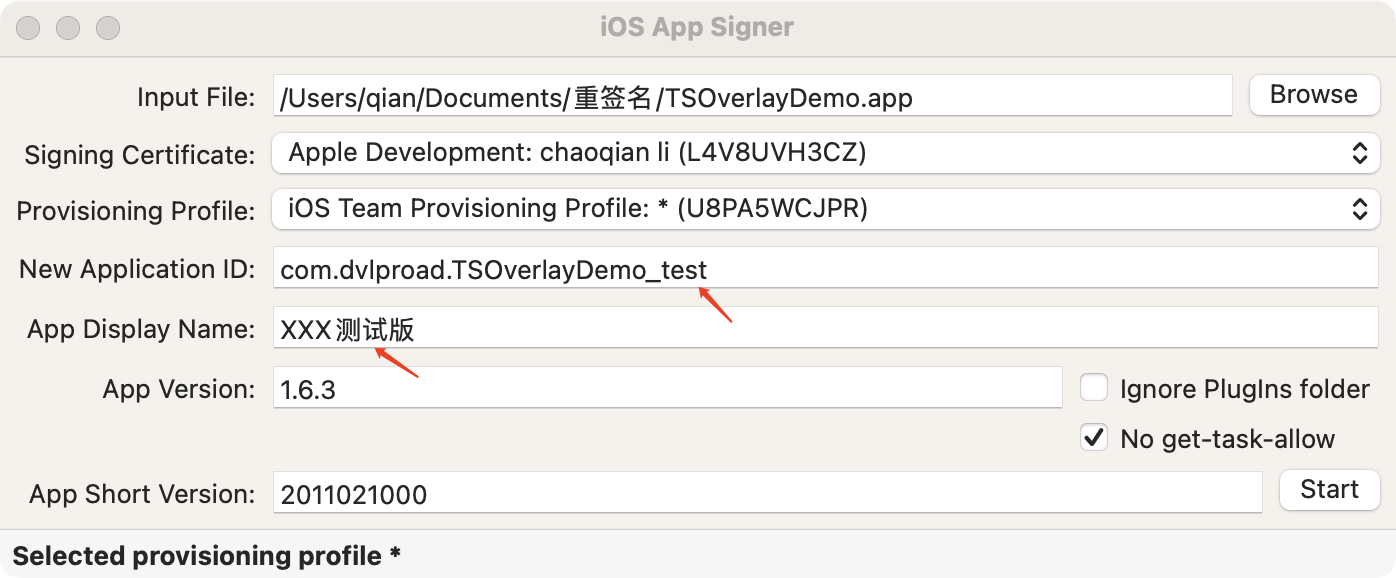 iOS App Signer
Input File: /Users/qian/Documents/重签名/TSOverlayDemo.app Browse
Signing Certificate: Apple Development: chaoqian li (L4V8UVH3CZ)
Provisioning Profile: iOS Team Provisioning Profile: * (U8PA5WCJPR)
New Application ID: com.dvlproad.TSOverlayDemo_test
App Display Name: XXX测试版
App Version: 1.6.3 Ignore PlugIns folder
No get-task-allow
App Short Version: 2011021000 Start
Selected provisioning profile *